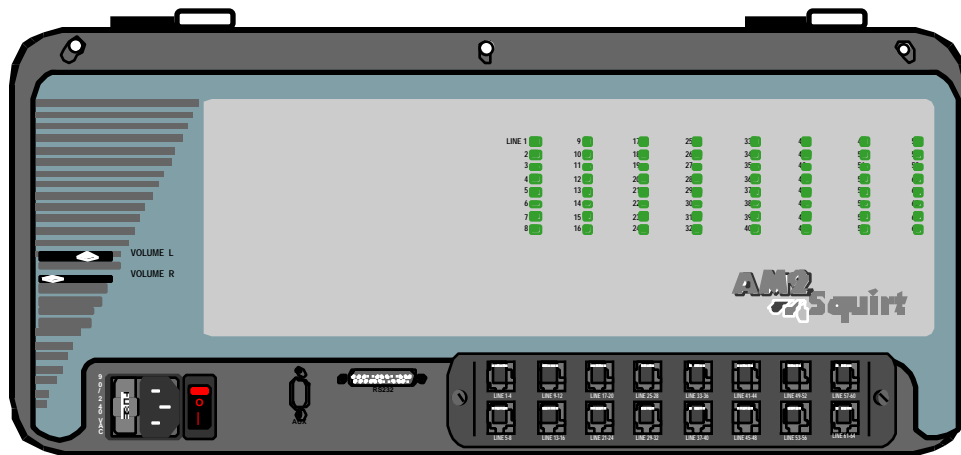 LINE 1 9 17 25 33
2 10 18 26 34
3 11 19 27 35
4 12 20 28 36
5 13 21 29 37
6 14 22 30 38
7 15 23 31 39
8 16 24 32 40
VOLUME L
VOLUME R
AMQ
Squirt
90/240 VAC
FUSE
O
I
AUX
RS232
LINE 1-4 LINE 9-12 LINE 17-20 LINE 25-28 LINE 33-36 LINE 41-44 LINE 49-52 LINE 57-60
LINE 5-8 LINE 13-16 LINE 21-24 LINE 29-32 LINE 37-40 LINE 45-48 LINE 53-56 LINE 61-64